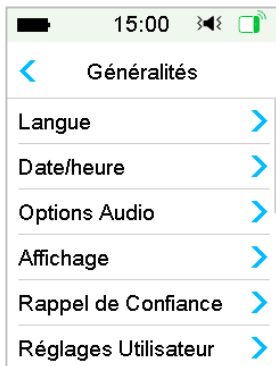 15:00
Généralités
Langue
Date/heure
Options Audio
Affichage
Rappel de Confiance
Réglages Utilisateur